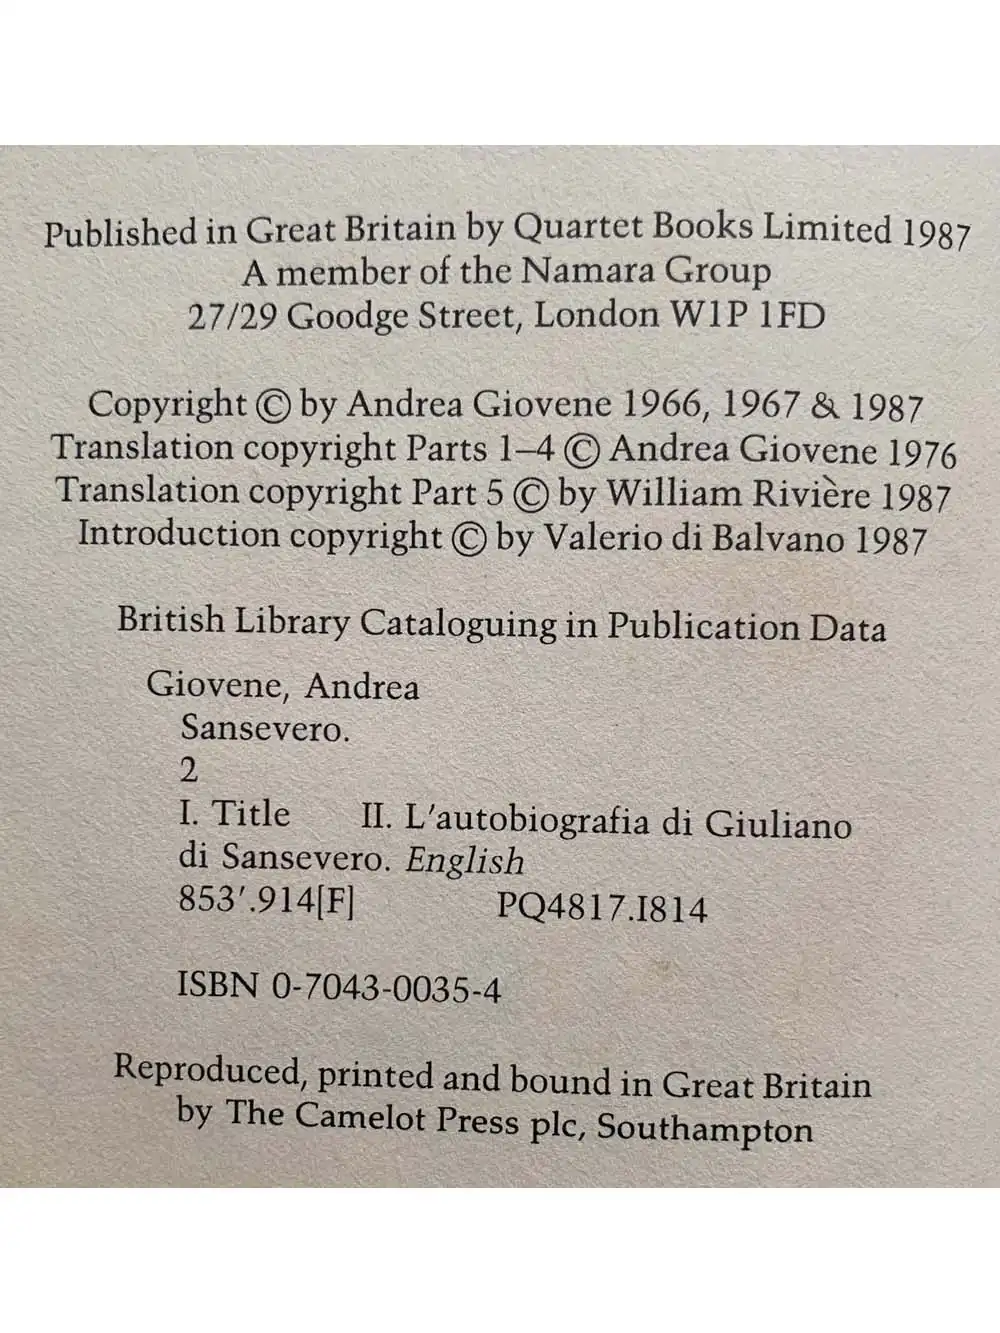 Published in Great Britain by Quartet Books Limited 1987
A member of the Namara Group
27/29 Goodge Street, London W1P 1FD
Copyright © by Andrea Giovene 1966, 1967 & 1987
Translation copyright Parts 1–4 © Andrea Giovene 1976
Translation copyright Part 5 © by William Rivière 1987
Introduction copyright © by Valerio di Balvano 1987
British Library Cataloguing in Publication Data
Giovene, Andrea
Sansevero.
2
I. Title II. L'autobiografia di Giuliano
di Sansevero. English
853'.914[F] PQ4817.I814
ISBN 0-7043-0035-4
Reproduced, printed and bound in Great Britain
by The Camelot Press plc, Southampton